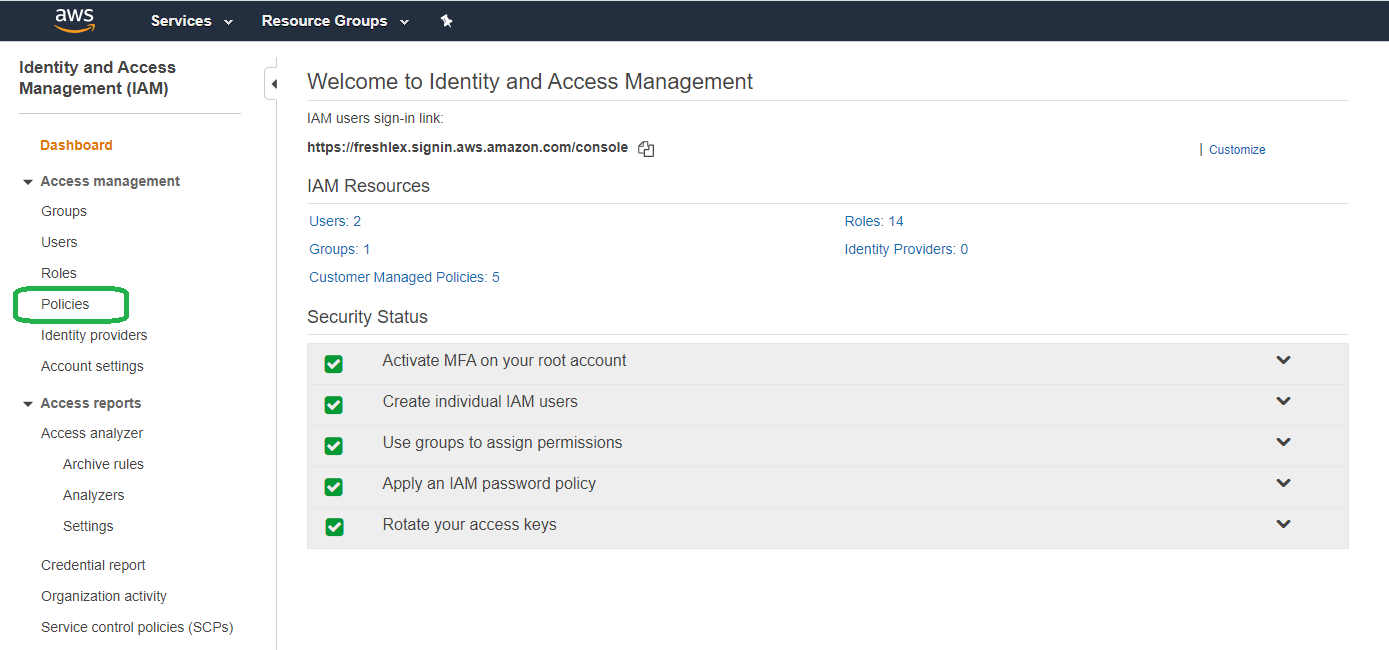 aws Services Resource Groups
Identity and Access
Management (IAM)
Dashboard
Access management
Groups
Users
Roles
Policies
Identity providers
Account settings
Access reports
Access analyzer
Archive rules
Analyzers
Settings
Credential report
Organization activity
Service control policies (SCPs)
Welcome to Identity and Access Management
IAM users sign-in link:
https://freshlex.signin.aws.amazon.com/console
Customize
IAM Resources
Users: 2 Roles: 14
Groups: 1 Identity Providers: 0
Customer Managed Policies: 5
Security Status
Activate MFA on your root account
Create individual IAM users
Use groups to assign permissions
Apply an IAM password policy
Rotate your access keys